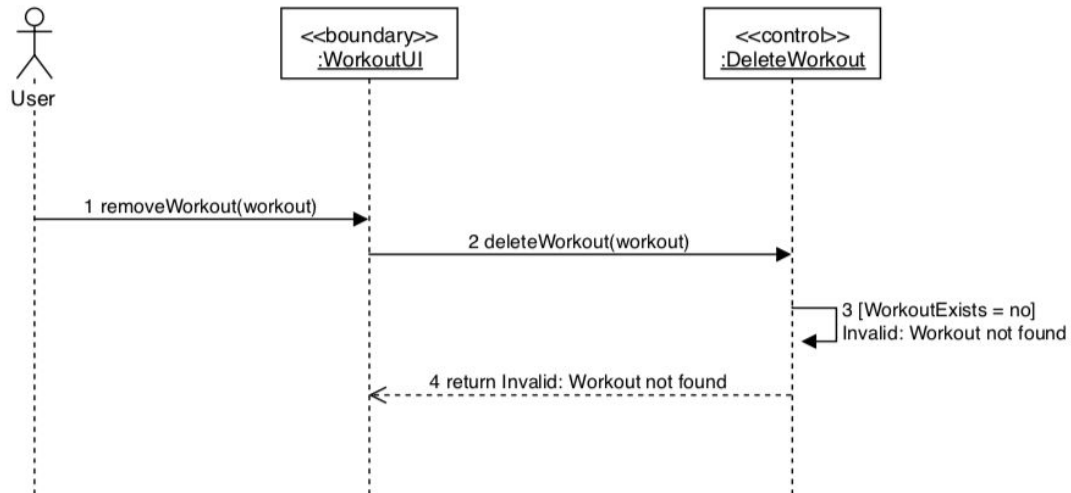 <<boundary>>
:WorkoutUI
<<control>>
:DeleteWorkout
User
1 removeWorkout(workout)
2 deleteWorkout(workout)
3 [WorkoutExists = no]
Invalid: Workout not found
4 return Invalid: Workout not found